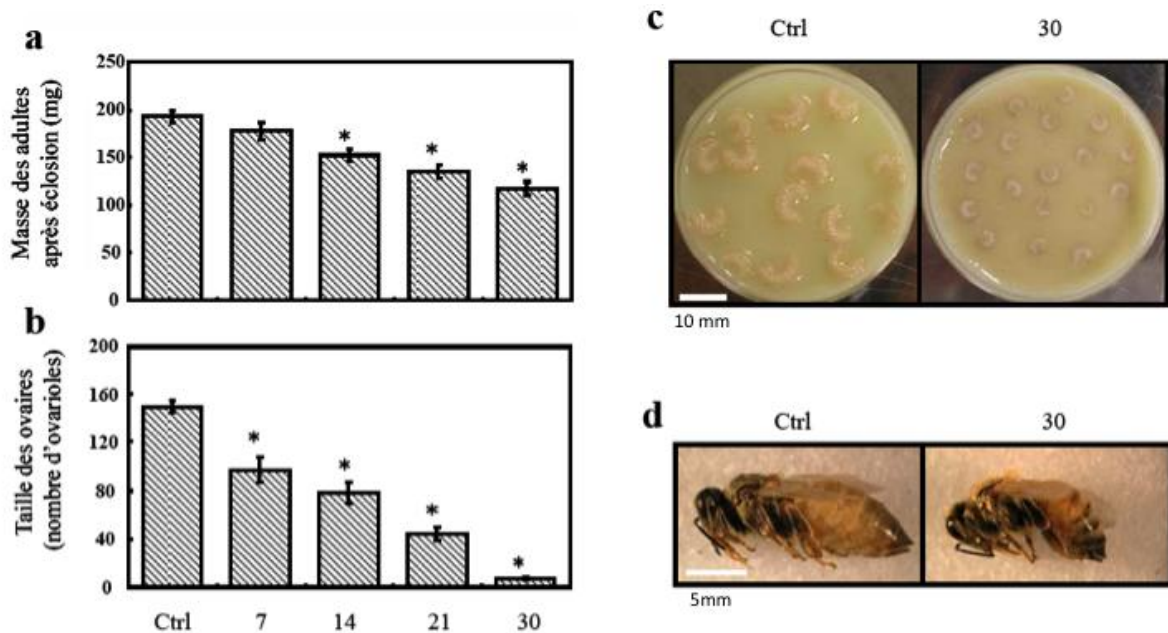 a
Masse des adultes
après éclosion (mg)
250
200
150
100
50
0
*
*
*
b
Taille des ovaires
(nombre d'ovarioles)
200
160
120
80
40
0
*
*
*
*
Ctrl 7 14 21 30
c
Ctrl 30
10 mm
d
Ctrl 30
5mm